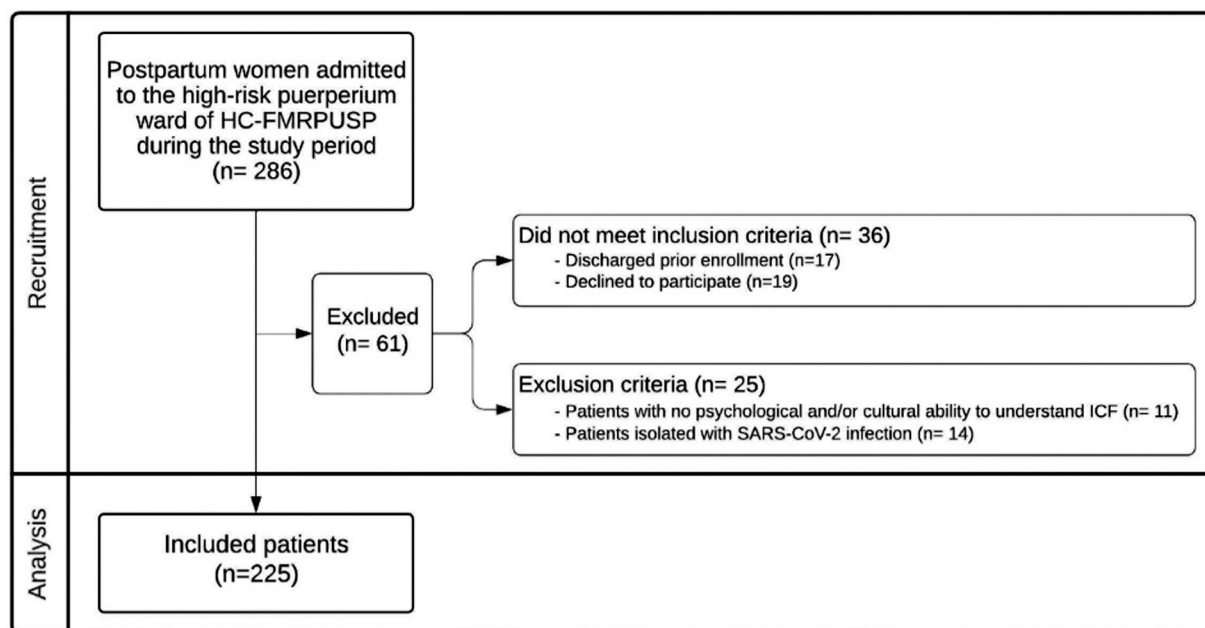 Recruitment
Postpartum women admitted
to the high-risk puerperium
ward of HC-FMRPUSP
during the study period
(n= 286)
Excluded
(n= 61)
Did not meet inclusion criteria (n= 36)
- Discharged prior enrollment (n=17)
- Declined to participate (n=19)
Exclusion criteria (n= 25)
- Patients with no psychological and/or cultural ability to understand ICF (n= 11)
- Patients isolated with SARS-CoV-2 infection (n= 14)
Analysis
Included patients
(n=225)